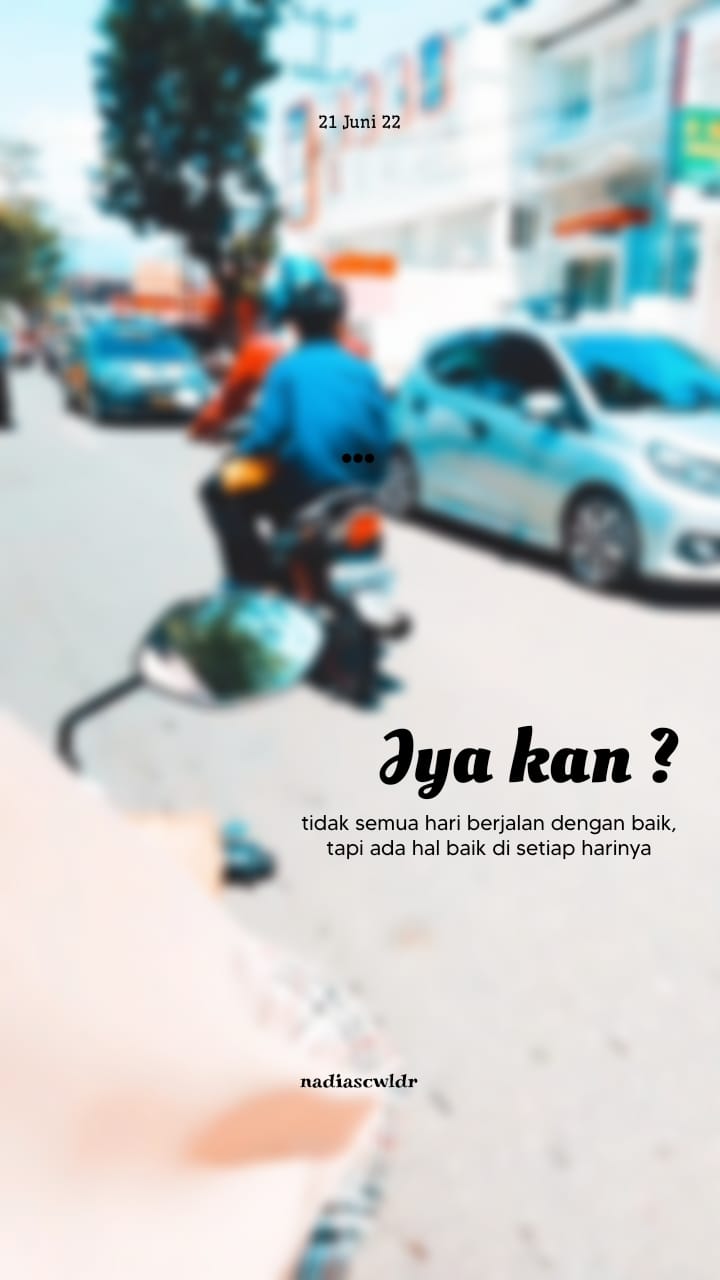 21 Juni 22
•••
Iya kan ?
tidak semua hari berjalan dengan baik,
tapi ada hal baik di setiap harinya
nadiascwldr